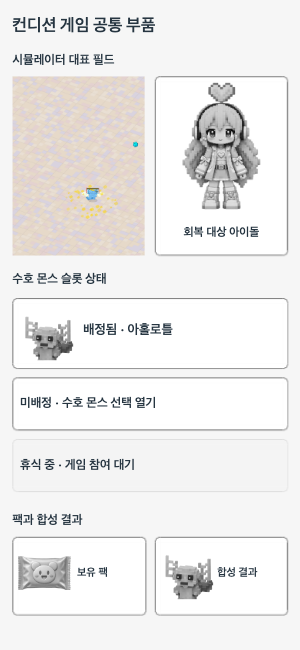 컨디션 게임 공통 부품
시뮬레이터 대표 필드
회복 대상 아이돌
수호 몬스 슬롯 상태
배정됨 · 아홀로틀
미배정 · 수호 몬스 선택 열기
휴식 중 · 게임 참여 대기
팩과 합성 결과
보유 팩
합성 결과